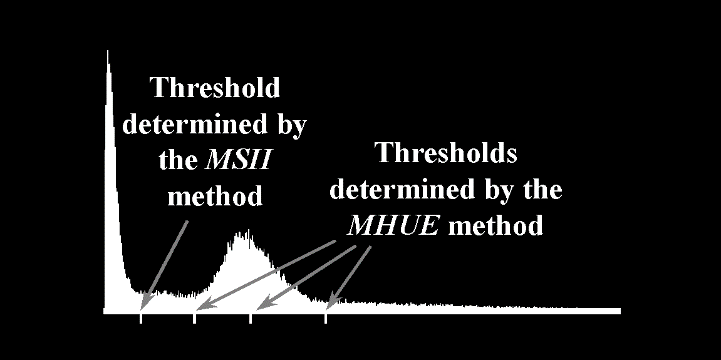 Threshold
determined by
the MSII
method
Thresholds
determined by the
MHUE method